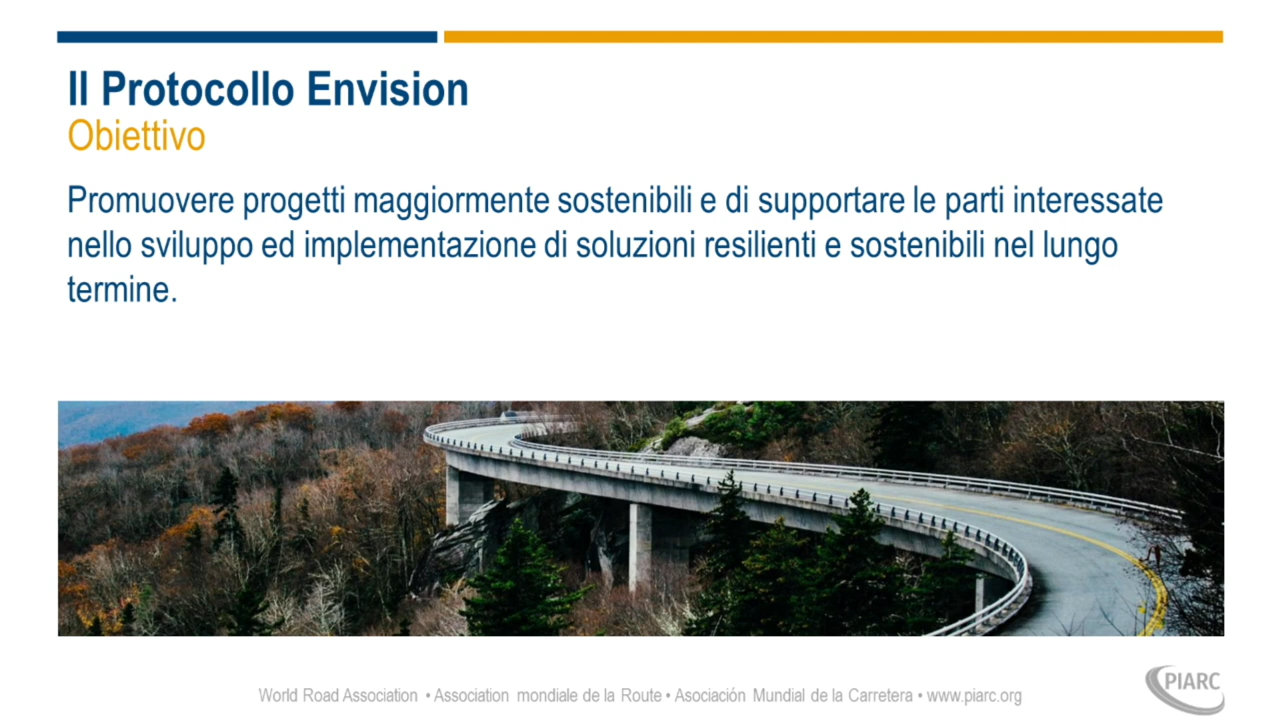 Il Protocollo Envision
Obiettivo
Promuovere progetti maggiormente sostenibili e di supportare le parti interessate
nello sviluppo ed implementazione di soluzioni resilienti e sostenibili nel lungo
termine.
World Road Association • Association mondiale de la Route • Asociación Mundial de la Carretera • www.piarc.org
PIARC